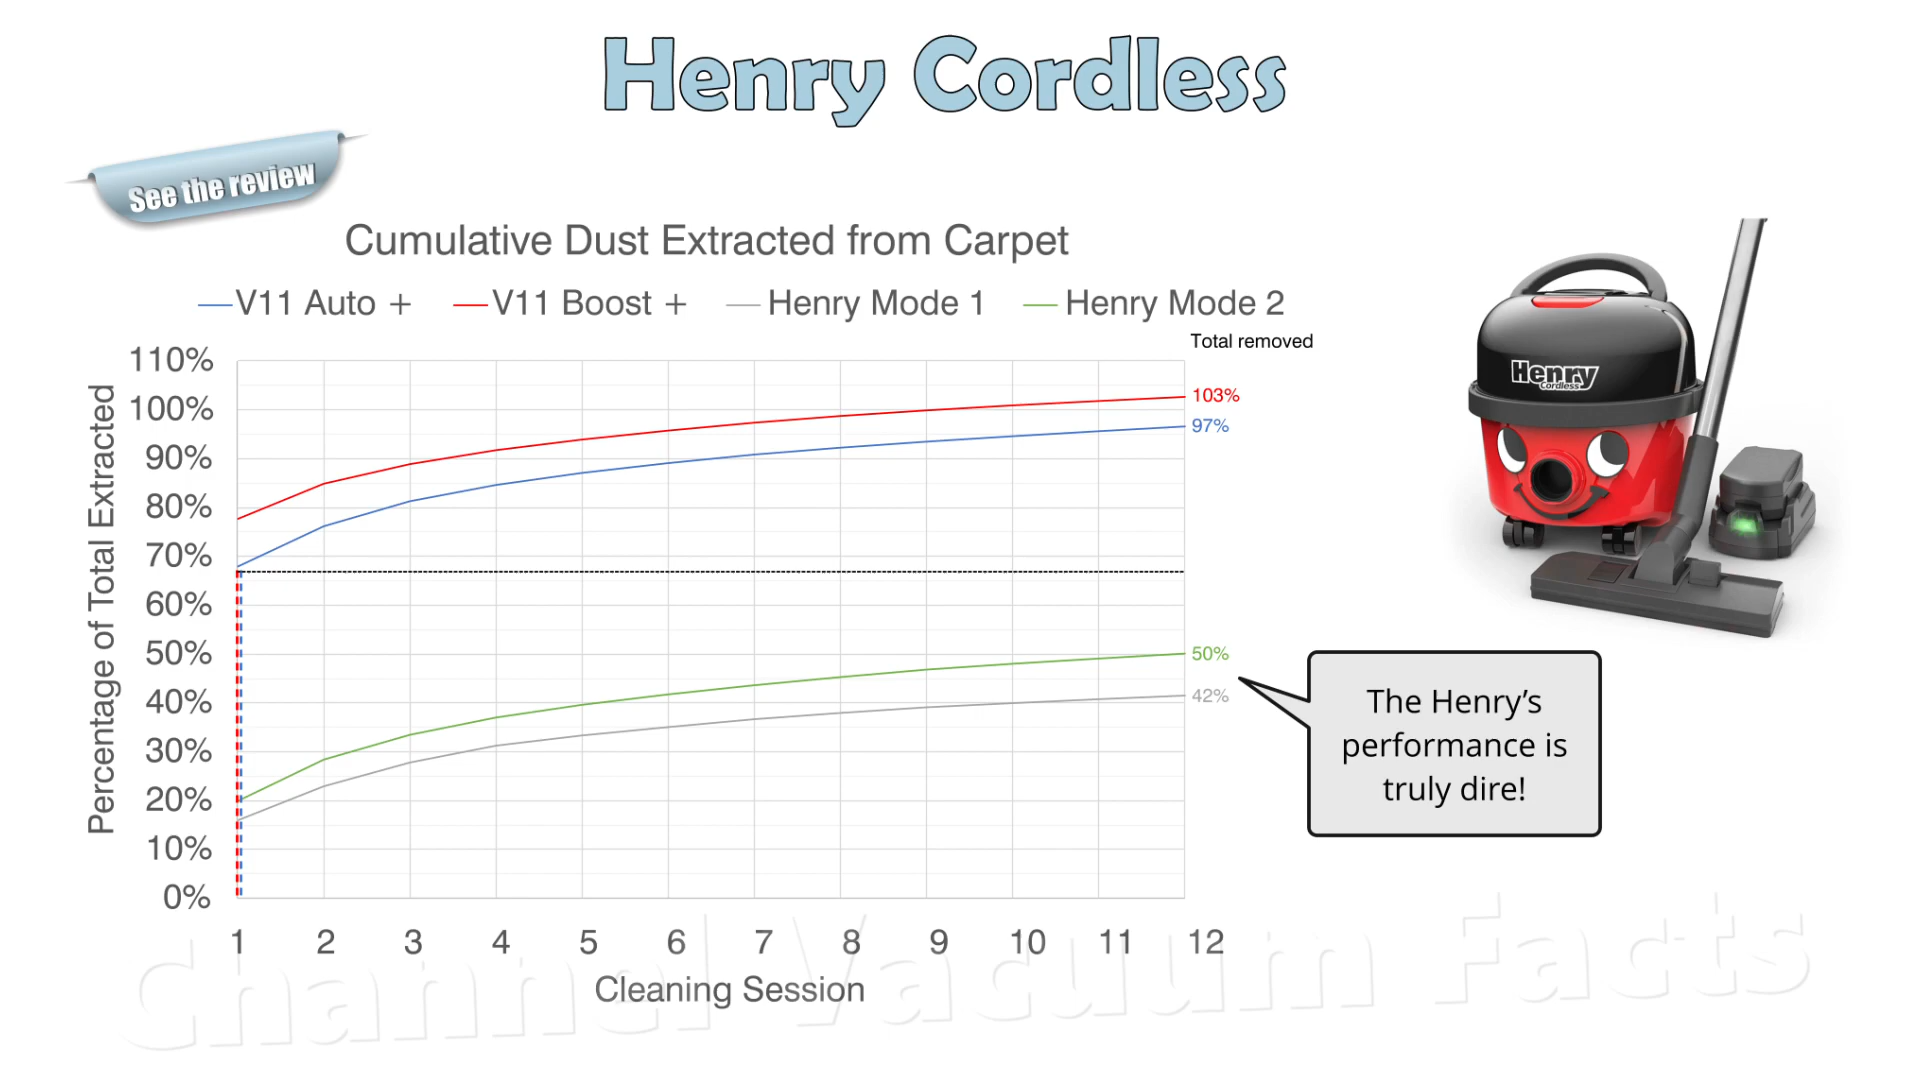 Henry Cordless
See the review
Cumulative Dust Extracted from Carpet
V11 Auto +
V11 Boost +
Henry Mode 1
Henry Mode 2
Total removed
110%
100%
90%
80%
70%
60%
50%
40%
30%
20%
10%
0%
Percentage of Total Extracted
103%
97%
50%
42%
1 2 3 4 5 6 7 8 9 10 11 12
Cleaning Session
Henry
Cordless
The Henry’s
performance is
truly dire!
Channel Vacuum Facts